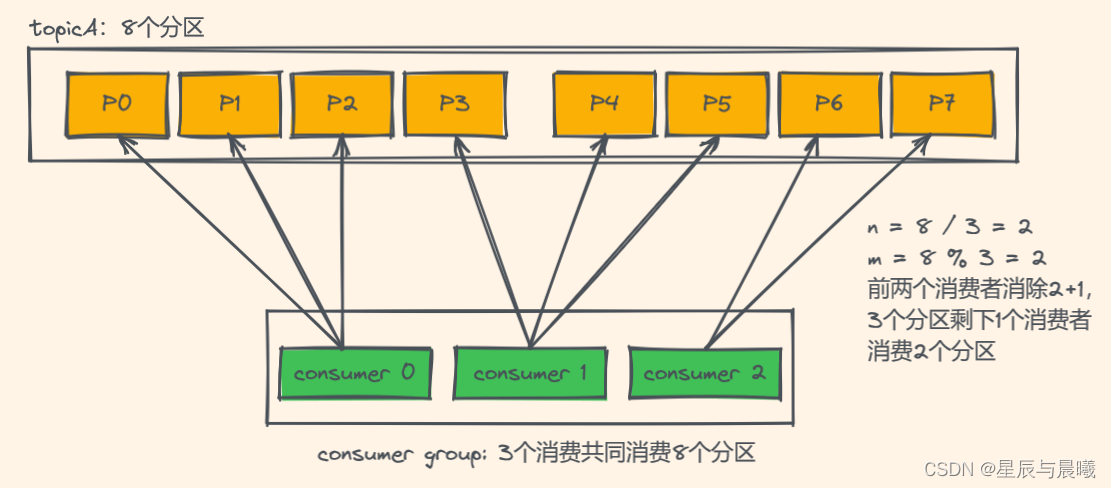 topicA: 8个分区
P0 P1 P2 P3 P4 P5 P6 P7
n = 8 / 3 = 2
m = 8 % 3 = 2
前两个消费者消除2+1,
3个分区剩下1个消费者
消费2个分区
consumer 0 consumer 1 consumer 2
consumer group: 3个消费共同消费8个分区
CSDN @星辰与晨曦